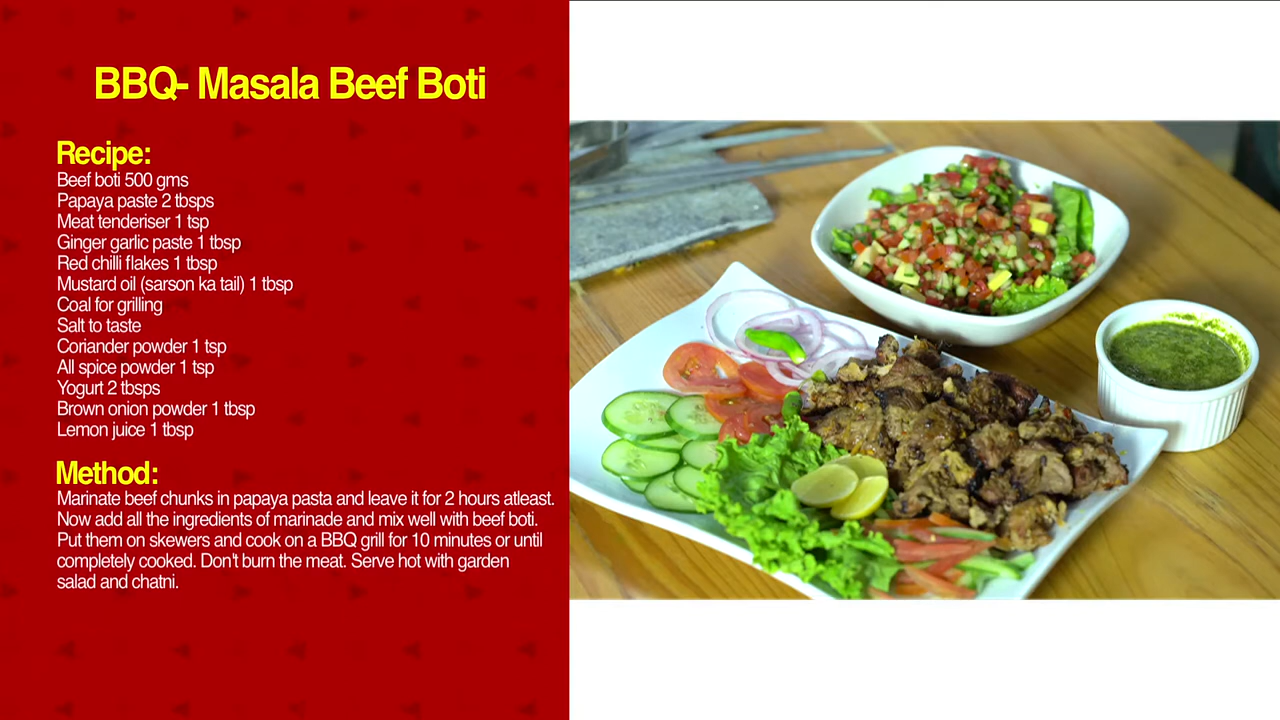 BBQ- Masala Beef Boti
Recipe:
Beef boti 500 gms
Papaya paste 2 tbsps
Meat tenderiser 1 tsp
Ginger garlic paste 1 tbsp
Red chilli flakes 1 tbsp
Mustard oil (sarson ka tail) 1 tbsp
Coal for grilling
Salt to taste
Coriander powder 1 tsp
All spice powder 1 tsp
Yogurt 2 tbsps
Brown onion powder 1 tbsp
Lemon juice 1 tbsp
Method:
Marinate beef chunks in papaya pasta and leave it for 2 hours atleast.
Now add all the ingredients of marinade and mix well with beef boti.
Put them on skewers and cook on a BBQ grill for 10 minutes or until
completely cooked. Don't burn the meat. Serve hot with garden
salad and chatni.